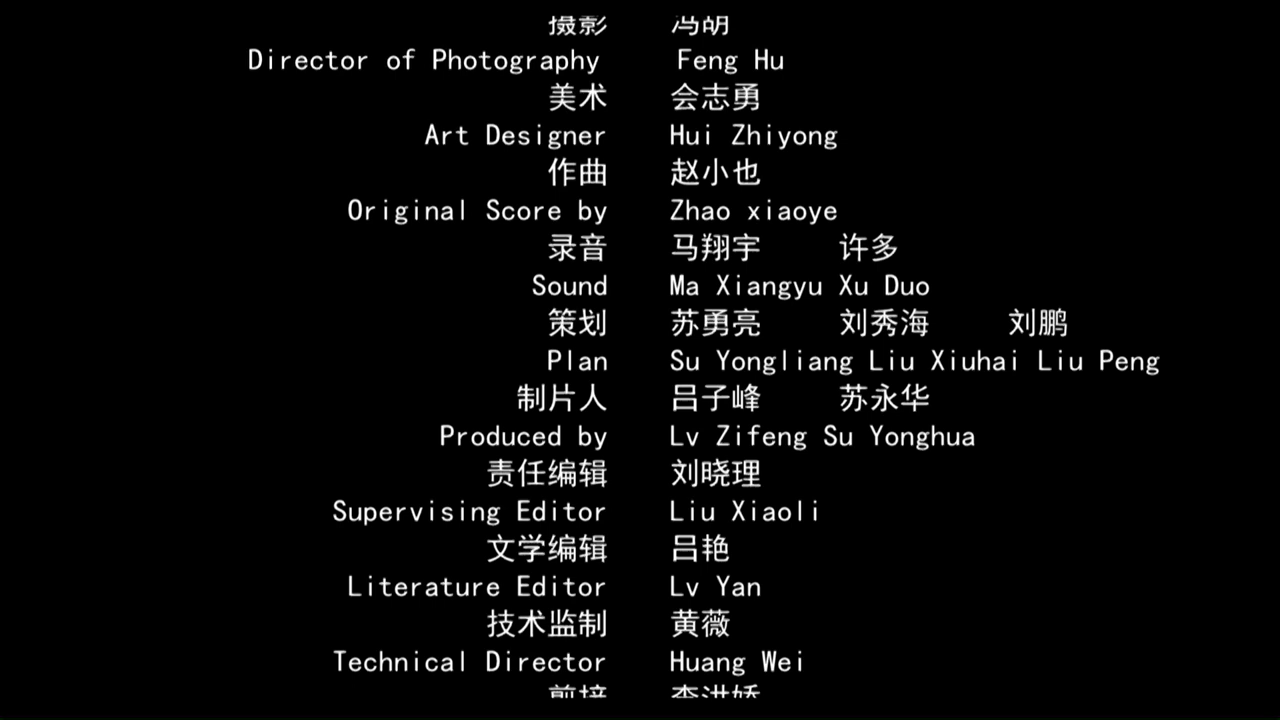 摄影 冯胡
Director of Photography Feng Hu
美术 会志勇
Art Designer Hui Zhiyong
作曲 赵小也
Original Score by Zhao xiaoye
录音 马翔宇 许多
Sound Ma Xiangyu Xu Duo
策划 苏勇亮 刘秀海 刘鹏
Plan Su Yongliang Liu Xiuhai Liu Peng
制片人 吕子峰 苏永华
Produced by Lv Zifeng Su Yonghua
责任编辑 刘晓理
Supervising Editor Liu Xiaoli
文学编辑 吕艳
Literature Editor Lv Yan
技术监制 黄薇
Technical Director Huang Wei